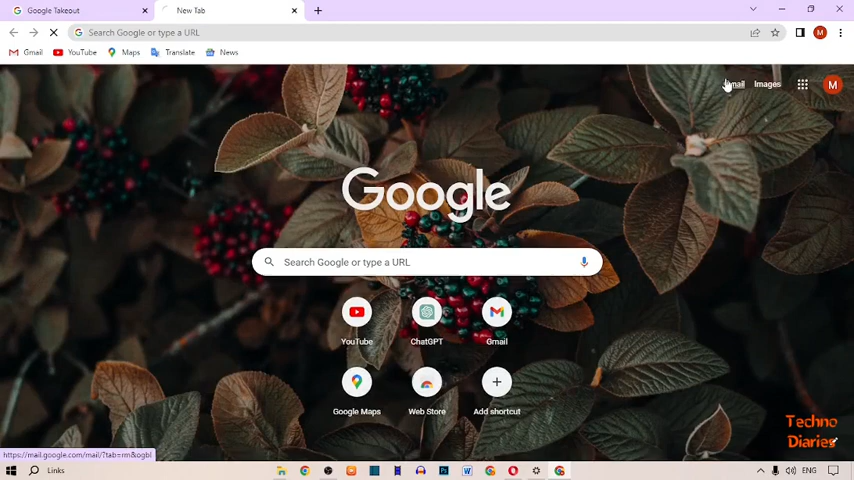 Google Takeout
New Tab
Search Google or type a URL
Gmail
YouTube
Maps
Translate
News
M
Images
M
Google
Search Google or type a URL
YouTube
ChatGPT
Gmail
Google Maps
Web Store
Add shortcut
Techno
Diaries
https://mail.google.com/mail/?tab=rm&ogbl
Links
ENG